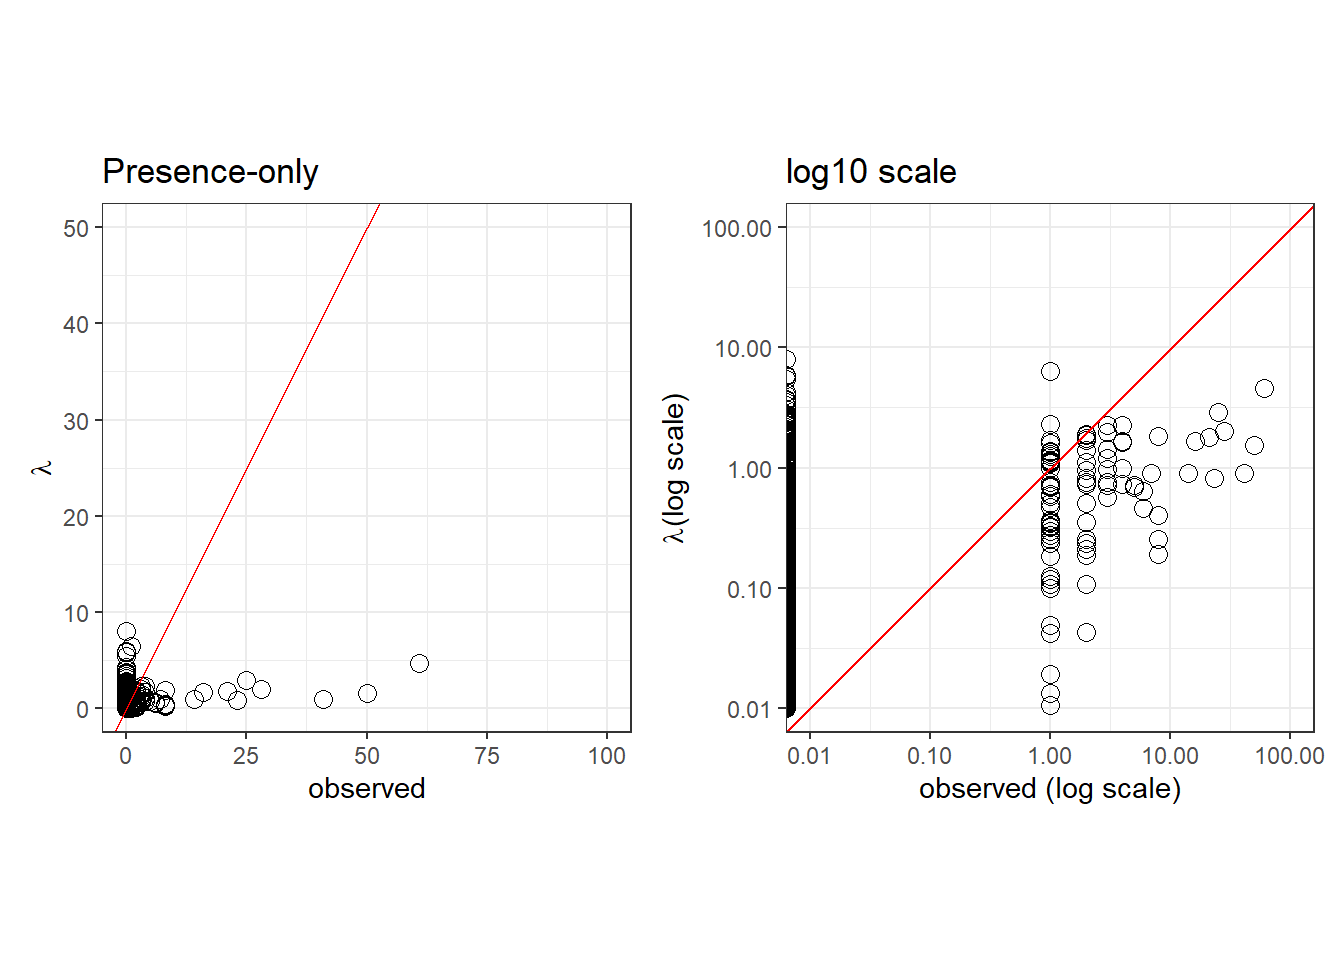 Presence-only
50
40
30
20
10
0
λ
0 25 50 75 100
observed
log10 scale
100.00
10.00
1.00
0.10
0.01
λ(log scale)
0.01 0.10 1.00 10.00 100.00
observed (log scale)